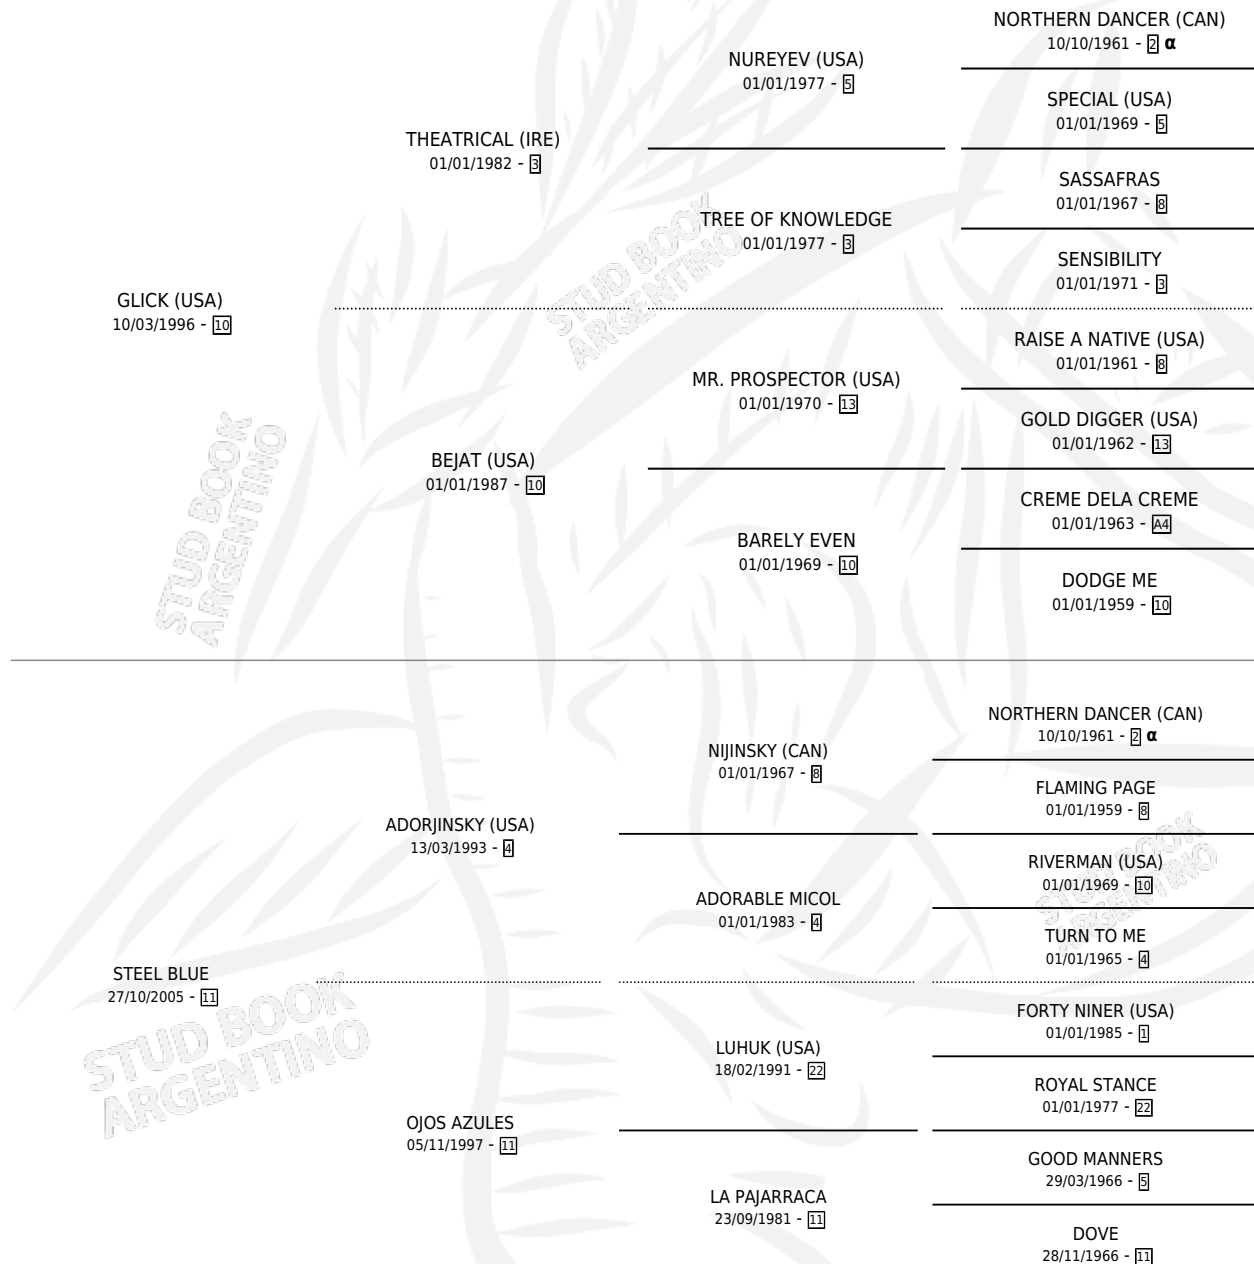 NORTHERN DANCER (CAN)
10/10/1961 - 2 α
NUREYEV (USA)
01/01/1977 - 5
SPECIAL (USA)
01/01/1969 - 5
THEATRICAL (IRE)
01/01/1982 - 3
SASSAFRAS
01/01/1967 - 8
TREE OF KNOWLEDGE
01/01/1977 - 3
SENSIBILITY
01/01/1971 - 3
STUD BOOK
ARGENTINO
GLICK (USA)
10/03/1996 - 10
RAISE A NATIVE (USA)
01/01/1961 - 8
MR. PROSPECTOR (USA)
01/01/1970 - 13
GOLD DIGGER (USA)
01/01/1962 - 13
BEJAT (USA)
01/01/1987 - 10
CREME DELA CREME
01/01/1963 - A4
BARELY EVEN
01/01/1969 - 10
DODGE ME
01/01/1959 - 10
STUD BOOK
ARGENTINO
NORTHERN DANCER (CAN)
10/10/1961 - 2 α
NIJINSKY (CAN)
01/01/1967 - 8
FLAMING PAGE
01/01/1959 - 8
ADORJINSKY (USA)
13/03/1993 - 4
RIVERMAN (USA)
01/01/1969 - 10
STUD BOOK
ARGENTINO
ADORABLE MICOL
01/01/1983 - 4
TURN TO ME
01/01/1965 - 4
STEEL BLUE
27/10/2005 - 11
STUD BOOK
ARGENTINO
FORTY NINER (USA)
01/01/1985 - 1
LUHUK (USA)
18/02/1991 - 22
ROYAL STANCE
01/01/1977 - 22
OJOS AZULES
05/11/1997 - 11
GOOD MANNERS
29/03/1966 - 5
LA PAJARRACA
23/09/1981 - 11
DOVE
28/11/1966 - 11